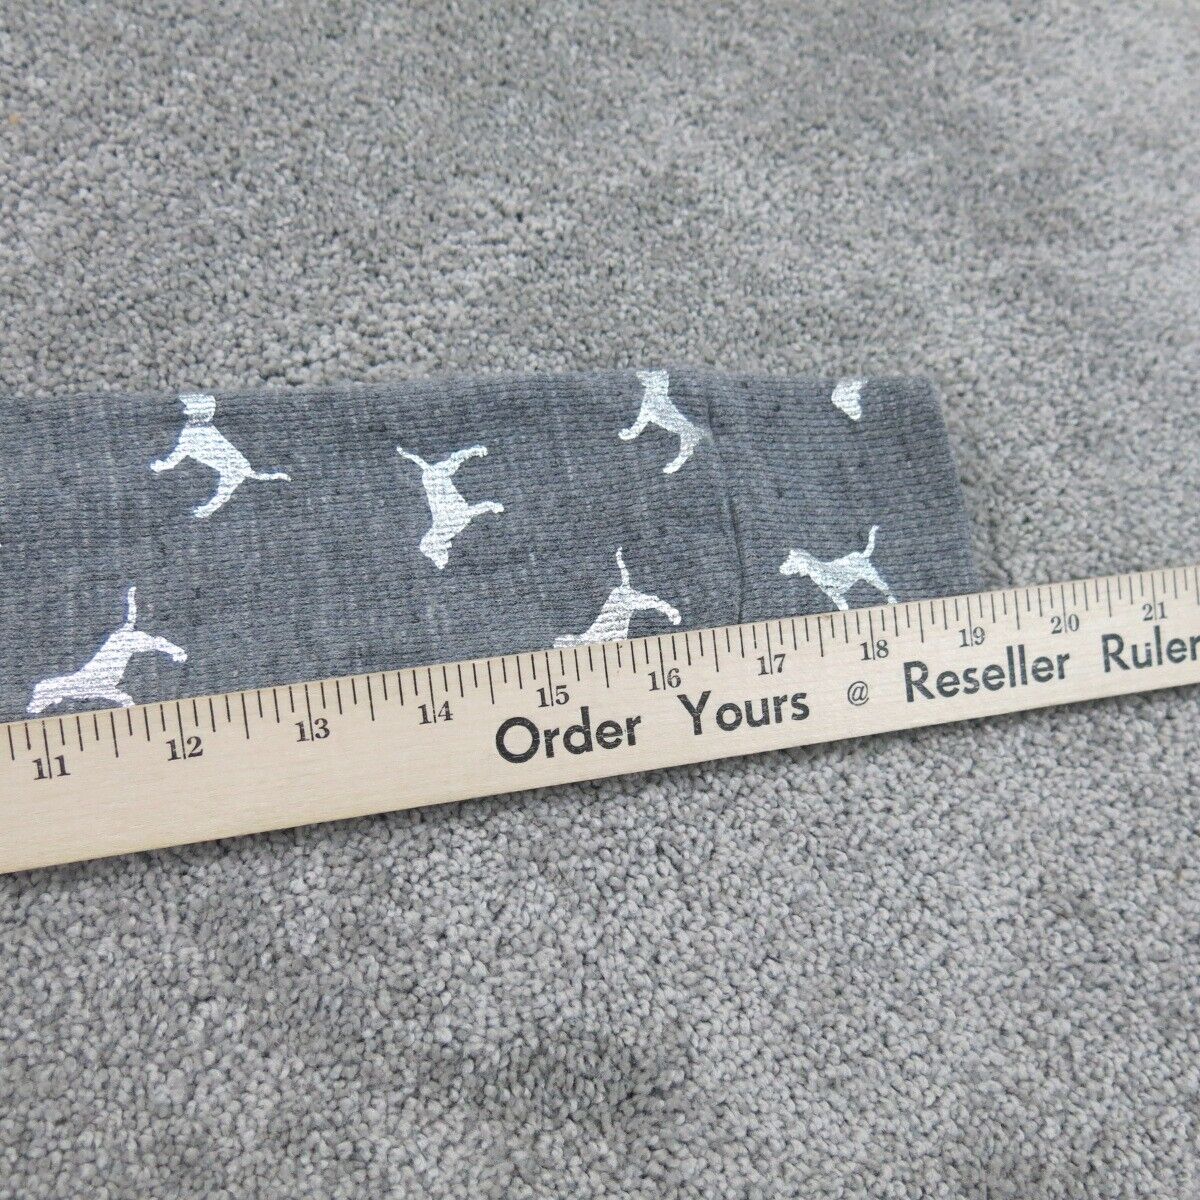 11 12 13 14 15 16 17 18 19 20 21
Order Yours @ Reseller Ruler